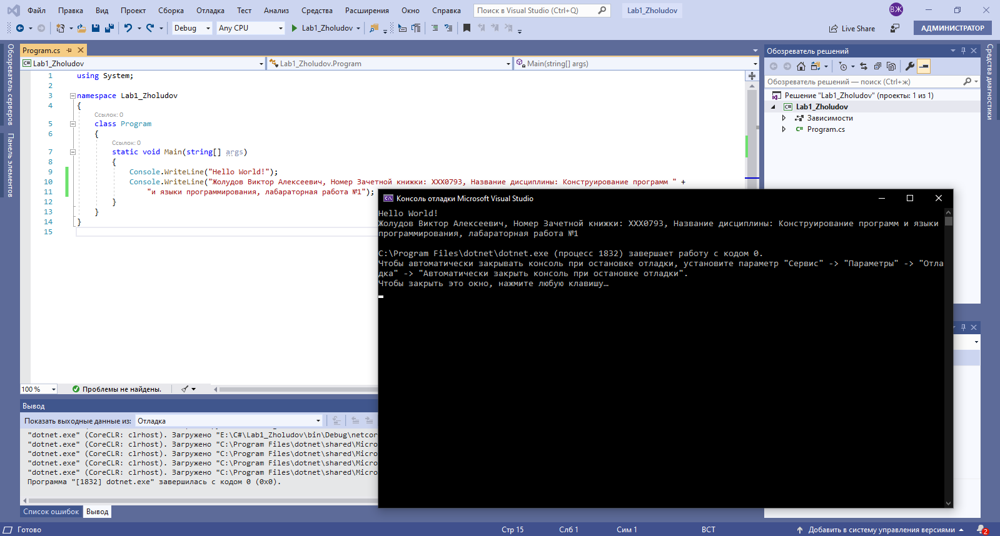 Файл Правка Вид Проект Сборка Отладка Тест Анализ Средства Расширения Окно Справка Поиск в Visual Studio (Ctrl+Q) Lab1_Zholudov ВЖ
Debug Any CPU Lab1_Zholudov Live Share АДМИНИСТРАТОР
Обозреватель серверов
Панель элементов
Program.cs
Lab1_Zholudov Lab1_Zholudov.Program Main(string[] args)
1 using System;
2
3 namespace Lab1_Zholudov
4 {
Ссылок: 0
5 class Program
6 {
Ссылок: 0
7 static void Main(string[] args)
8 {
9 Console.WriteLine("Hello World!");
10 Console.WriteLine("Жолудов Виктор Алексеевич, Номер Зачетной книжки: XXX0793, Название дисциплины: Конструирование программ " +
11 "и языки программирования, лабараторная работа №1");
12 }
13 }
14 }
15
100 % Проблемы не найдены.
Обозреватель решений
Обозреватель решений — поиск (Ctrl+ж)
Решение "Lab1_Zholudov" (проекты: 1 из 1)
Lab1_Zholudov
Зависимости
Program.cs
Средства диагностики
Консоль отладки Microsoft Visual Studio
Hello World!
Жолудов Виктор Алексеевич, Номер Зачетной книжки: XXX0793, Название дисциплины: Конструирование программ и языки
программирования, лабараторная работа №1
C:\Program Files\dotnet\dotnet.exe (процесс 1832) завершает работу с кодом 0.
Чтобы автоматически закрывать консоль при остановке отладки, установите параметр "Сервис" -> "Параметры" -> "Отла
дка" -> "Автоматически закрыть консоль при остановке отладки".
Чтобы закрыть это окно, нажмите любую клавишу…
Вывод
Показать выходные данные из: Отладка
"dotnet.exe" (CoreCLR: clrhost). Загружено "E:\C#\Lab1_Zholudov\bin\Debug\netcor
"dotnet.exe" (CoreCLR: clrhost). Загружено "C:\Program Files\dotnet\shared\Micro
"dotnet.exe" (CoreCLR: clrhost). Загружено "C:\Program Files\dotnet\shared\Micro
"dotnet.exe" (CoreCLR: clrhost). Загружено "C:\Program Files\dotnet\shared\Micro
"dotnet.exe" (CoreCLR: clrhost). Загружено "C:\Program Files\dotnet\shared\Micro
Программа "[1832] dotnet.exe" завершилась с кодом 0 (0x0).
Список ошибок Вывод
Готово Стр 15 Слб 1 Сим 1 ВСТ Добавить в систему управления версиями 2